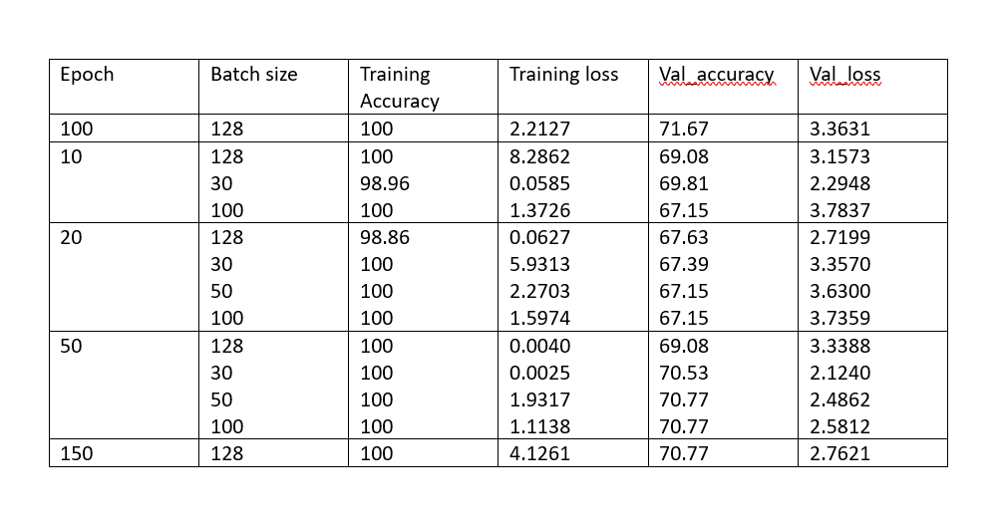 Epoch Batch size Training Accuracy Training loss Val_accuracy Val_loss
100 128 100 2.2127 71.67 3.3631
10 128 100 8.2862 69.08 3.1573
30 98.96 0.0585 69.81 2.2948
100 100 1.3726 67.15 3.7837
20 128 98.86 0.0627 67.63 2.7199
30 100 5.9313 67.39 3.3570
50 100 2.2703 67.15 3.6300
100 100 1.5974 67.15 3.7359
50 128 100 0.0040 69.08 3.3388
30 100 0.0025 70.53 2.1240
50 100 1.9317 70.77 2.4862
100 100 1.1138 70.77 2.5812
150 128 100 4.1261 70.77 2.7621